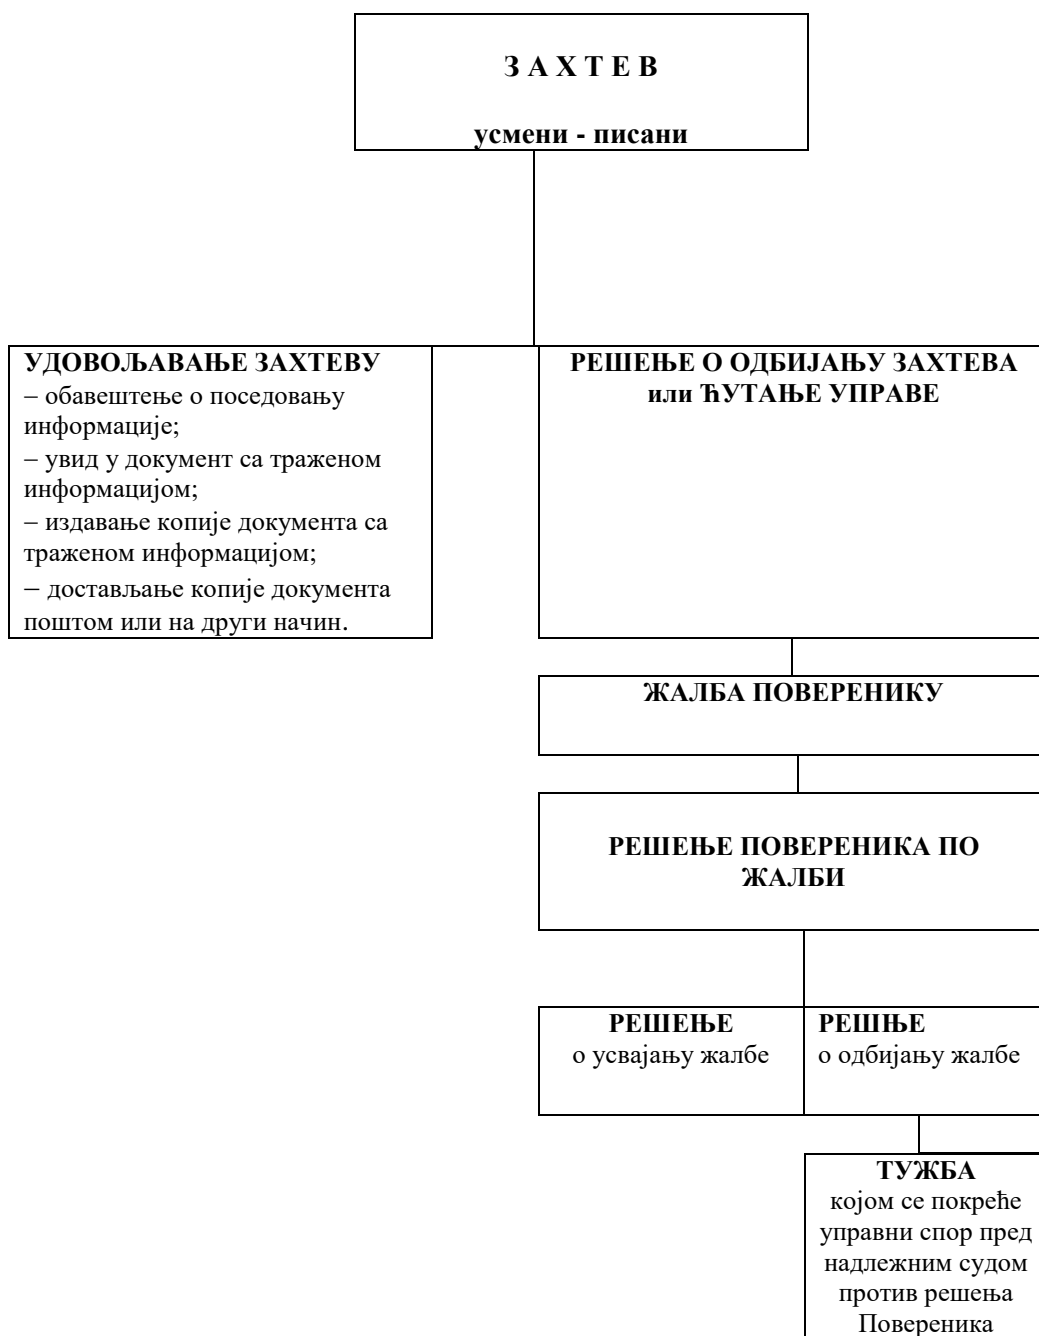 З А Х Т Е В
усмени - писани
УДОВОЉАВАЊЕ ЗАХТЕВУ
– обавештење о поседовању
информације;
– увид у документ са траженом
информацијом;
– издавање копије документа са
траженом информацијом;
– достављање копије документа
поштом или на други начин.
РЕШЕЊЕ О ОДБИЈАЊУ ЗАХТЕВА
или ЋУТАЊЕ УПРАВЕ
ЖАЛБА ПОВЕРЕНИКУ
РЕШЕЊЕ ПОВЕРЕНИКА ПО
ЖАЛБИ
РЕШЕЊЕ
о усвајању жалбе
РЕШЊЕ
о одбијању жалбе
ТУЖБА
којом се покреће
управни спор пред
надлежним судом
против решења
Повереника